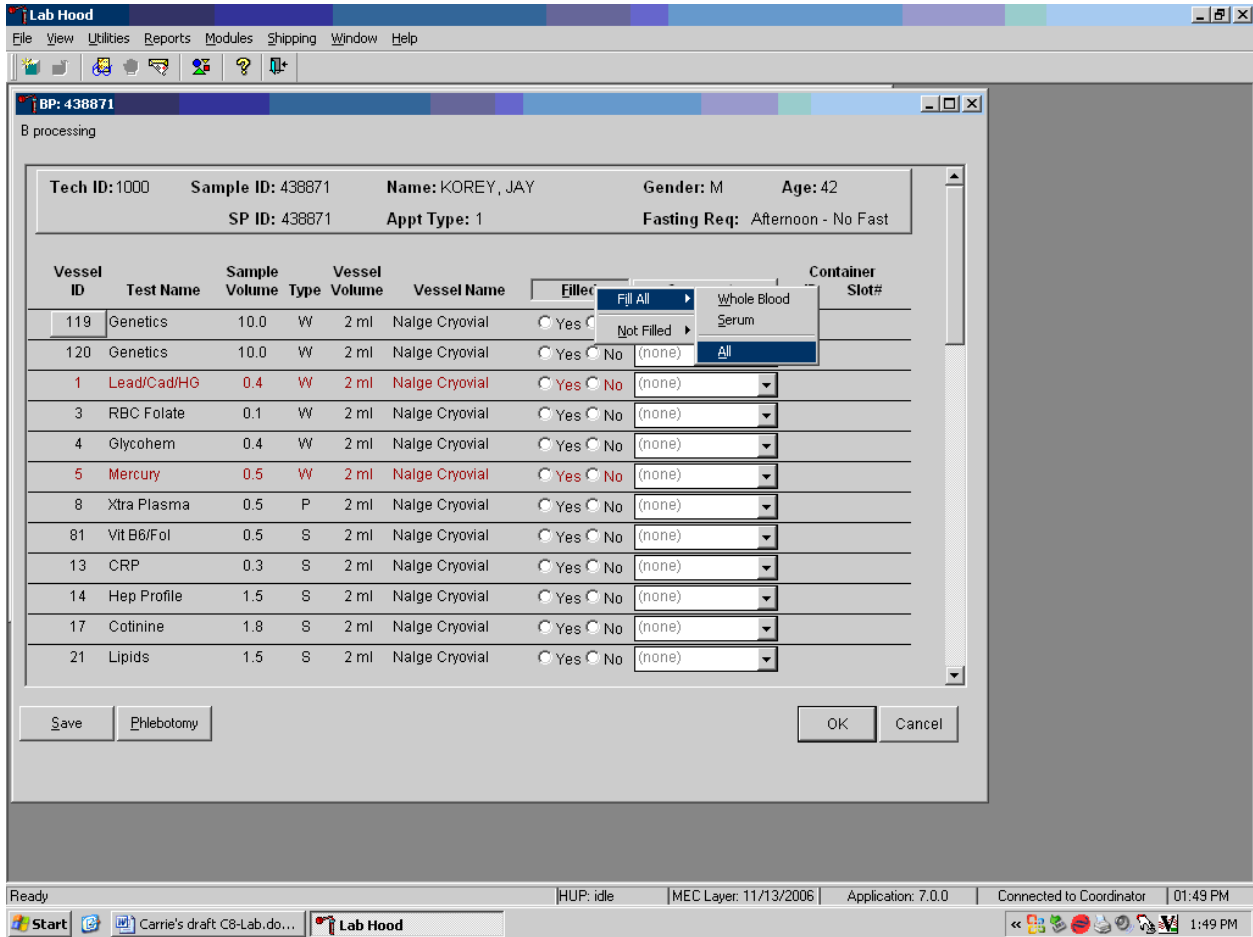 Lab Hood
File View Utilities Reports Modules Shipping Window Help
BP: 438871
B processing
Tech ID: 1000 Sample ID: 438871 Name: KOREY, JAY Gender: M Age: 42
SP ID: 438871 Appt Type: 1 Fasting Req: Afternoon - No Fast
Vessel ID Test Name Sample Volume Type Vessel Volume Vessel Name Filled Container Slot#
Fill All Whole Blood
Serum
Not Filled
All
119 Genetics 10.0 W 2 ml Nalge Cryovial Yes
120 Genetics 10.0 W 2 ml Nalge Cryovial Yes No (none)
1 Lead/Cad/HG 0.4 W 2 ml Nalge Cryovial Yes No (none)
3 RBC Folate 0.1 W 2 ml Nalge Cryovial Yes No (none)
4 Glycohem 0.4 W 2 ml Nalge Cryovial Yes No (none)
5 Mercury 0.5 W 2 ml Nalge Cryovial Yes No (none)
8 Xtra Plasma 0.5 P 2 ml Nalge Cryovial Yes No (none)
81 Vit B6/Fol 0.5 S 2 ml Nalge Cryovial Yes No (none)
13 CRP 0.3 S 2 ml Nalge Cryovial Yes No (none)
14 Hep Profile 1.5 S 2 ml Nalge Cryovial Yes No (none)
17 Cotinine 1.8 S 2 ml Nalge Cryovial Yes No (none)
21 Lipids 1.5 S 2 ml Nalge Cryovial Yes No (none)
Save Phlebotomy OK Cancel
Ready HUP: idle MEC Layer: 11/13/2006 Application: 7.0.0 Connected to Coordinator 01:49 PM
Start Carrie's draft C8-Lab.do... Lab Hood « 1:49 PM